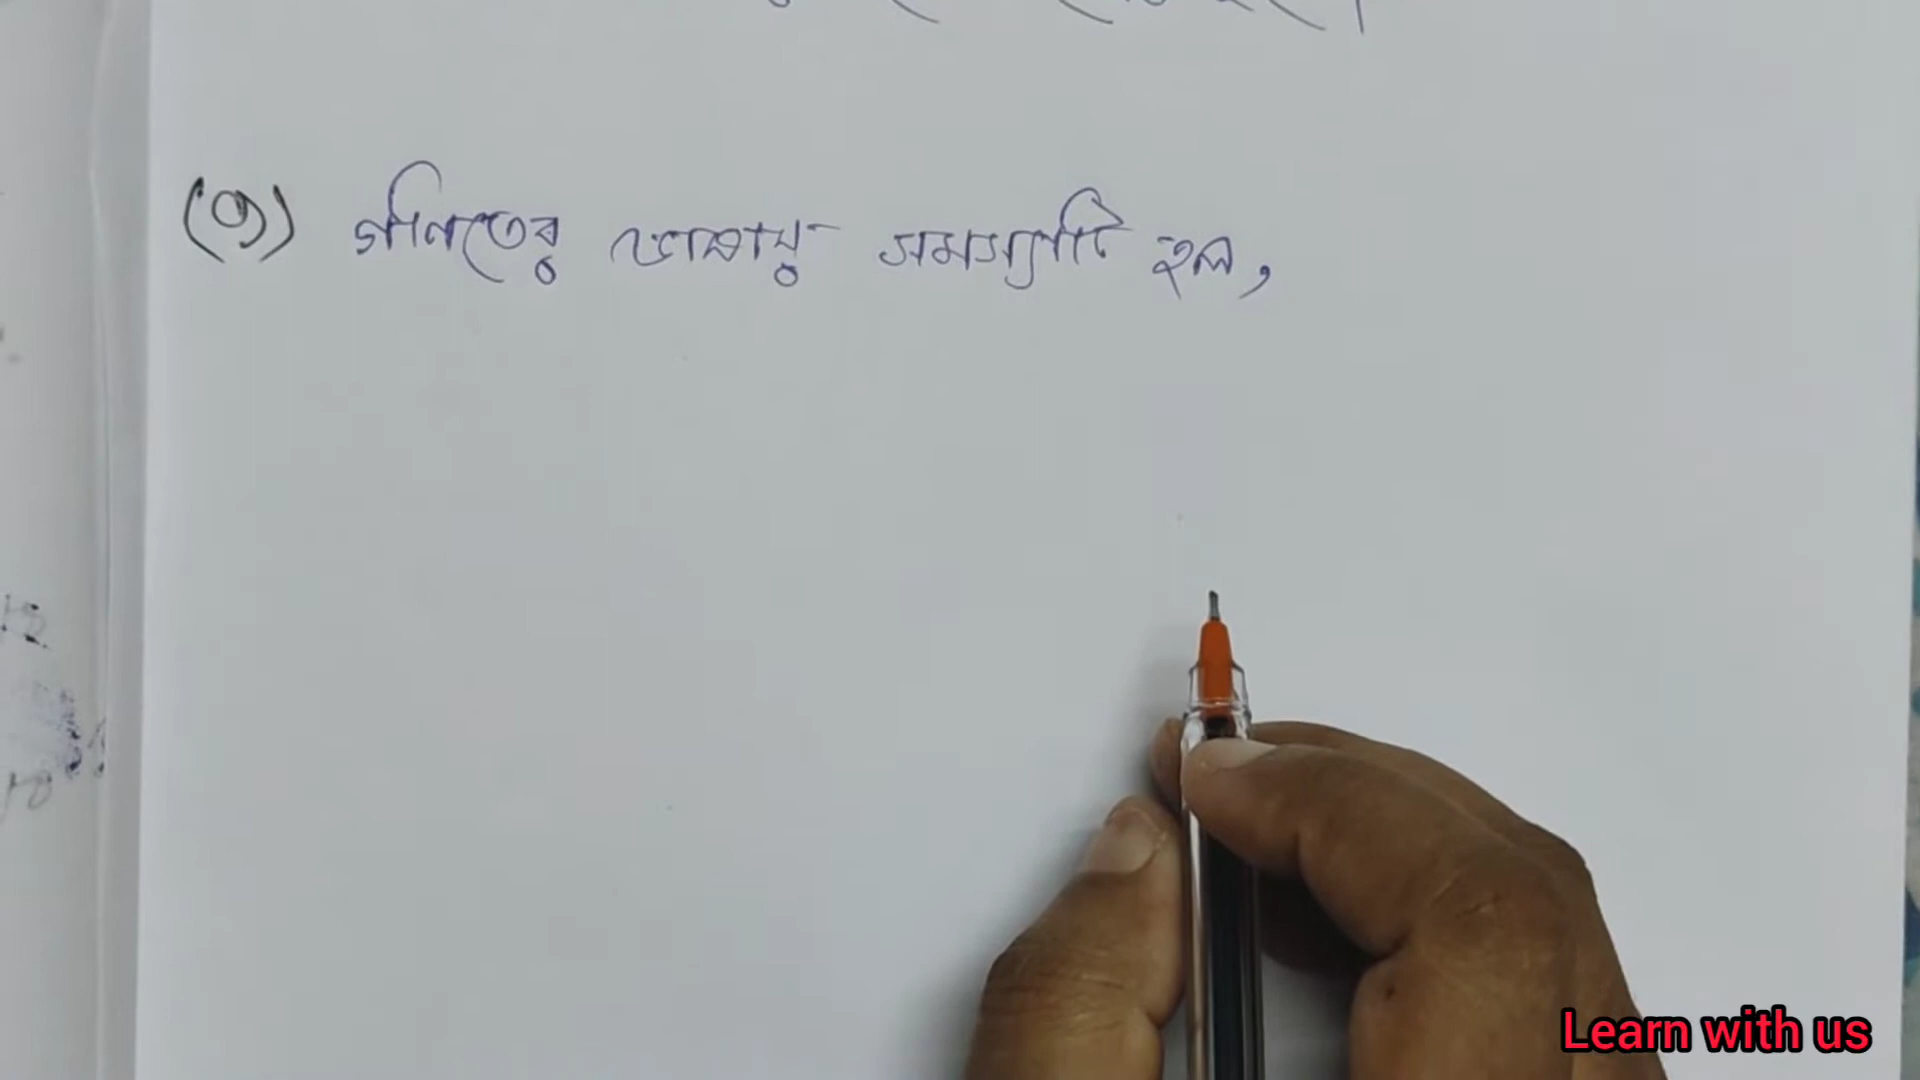 (৩) গণিতের ভাষায় সমস্যাটি হল,
Learn with us